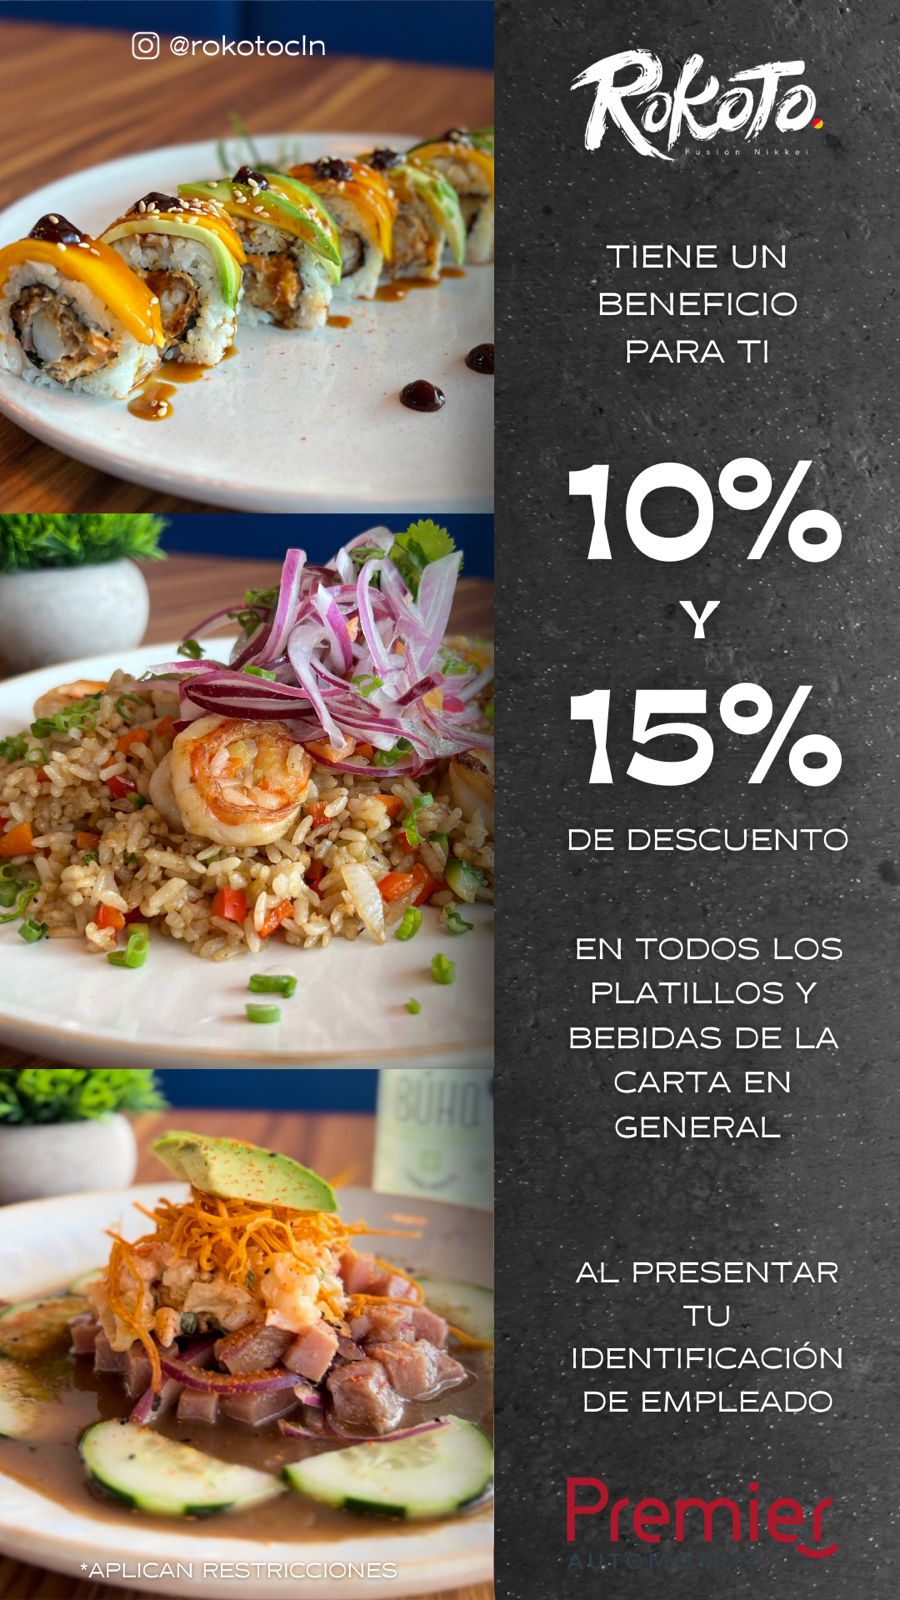 @rokotocln
ROKOTO
Fusión Nikkei
TIENE UN
BENEFICIO
PARA TI
10%
Y
15%
DE DESCUENTO
EN TODOS LOS
PLATILLOS Y
BEBIDAS DE LA
CARTA EN
GENERAL
AL PRESENTAR
TU
IDENTIFICACIÓN
DE EMPLEADO
Premier
AUTOMOTRIZ
BÚHO
*APLICAN RESTRICCIONES